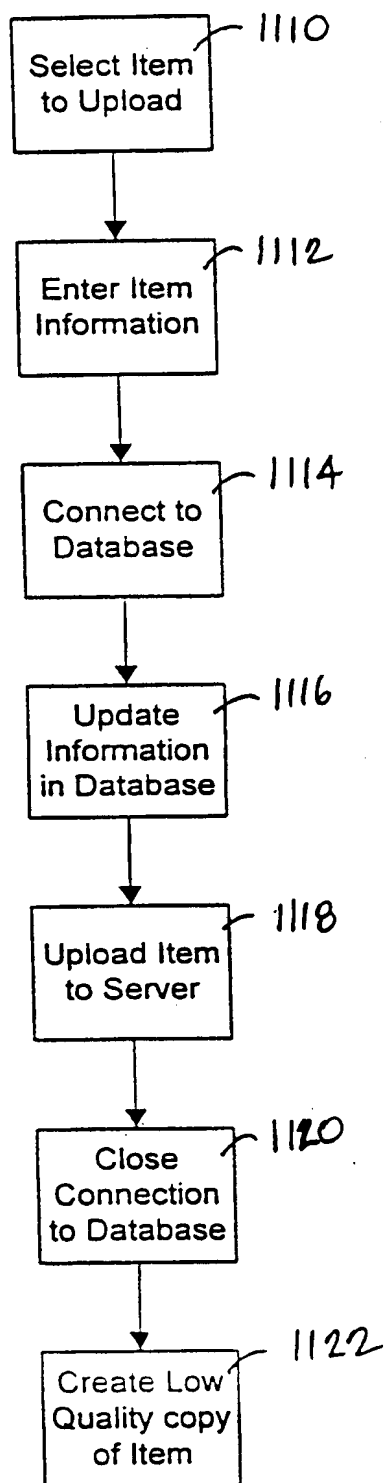 1110
Select Item
to Upload
1112
Enter Item
Information
1114
Connect to
Database
1116
Update
Information
in Database
1118
Upload Item
to Server
1120
Close
Connection
to Database
1122
Create Low
Quality copy
of Item